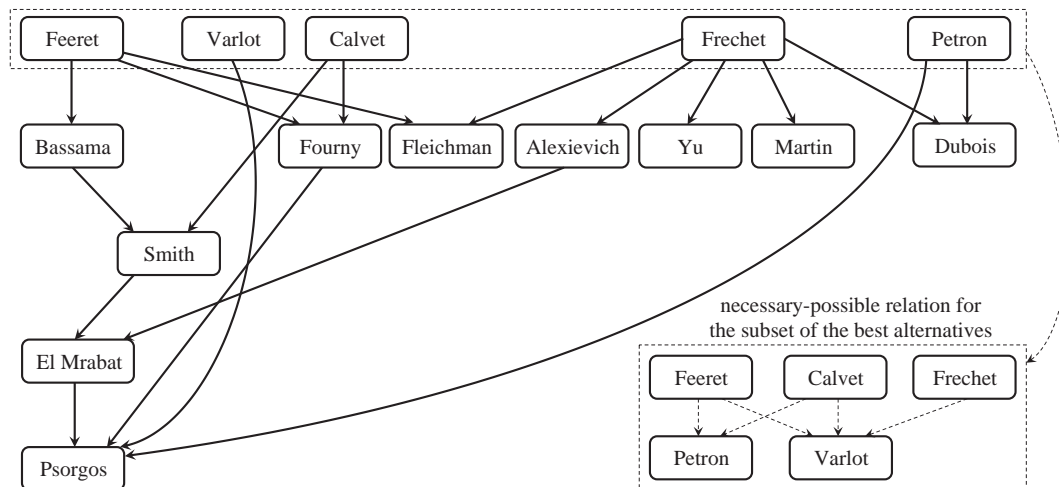 Feeret
Varlot
Calvet
Frechet
Petron
Bassama
Fourny
Fleichman
Alexievich
Yu
Martin
Dubois
Smith
El Mrabat
Psorgos
necessary-possible relation for
the subset of the best alternatives
Feeret
Calvet
Frechet
Petron
Varlot